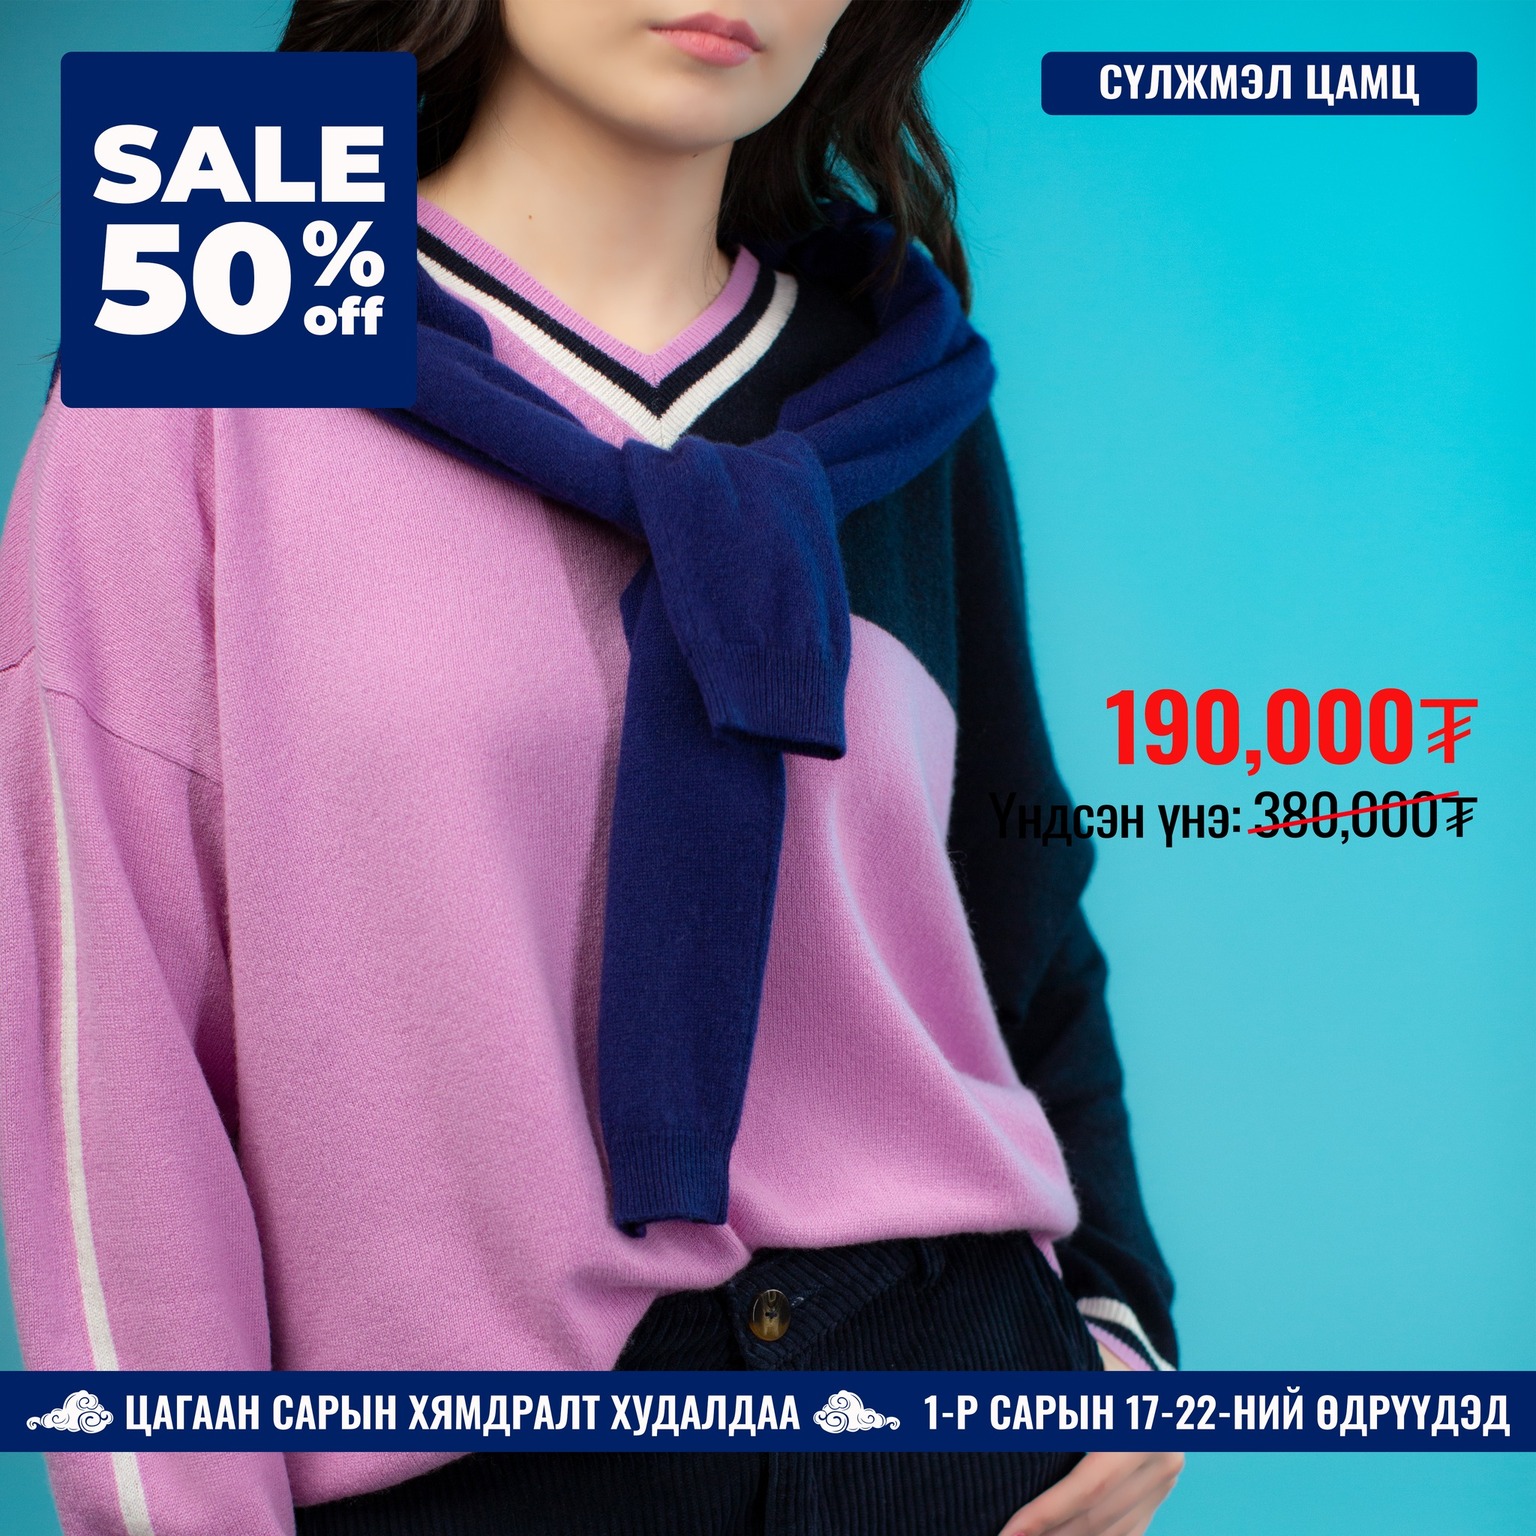 SALE
50%
off
СҮЛЖМЭЛ ЦАМЦ
190,000₮
Үндсэн үнэ: 380,000₮
ЦАГААН САРЫН ХЯМДРАЛТ ХУДАЛДАА 1-Р САРЫН 17-22-НИЙ ӨДРҮҮДЭД